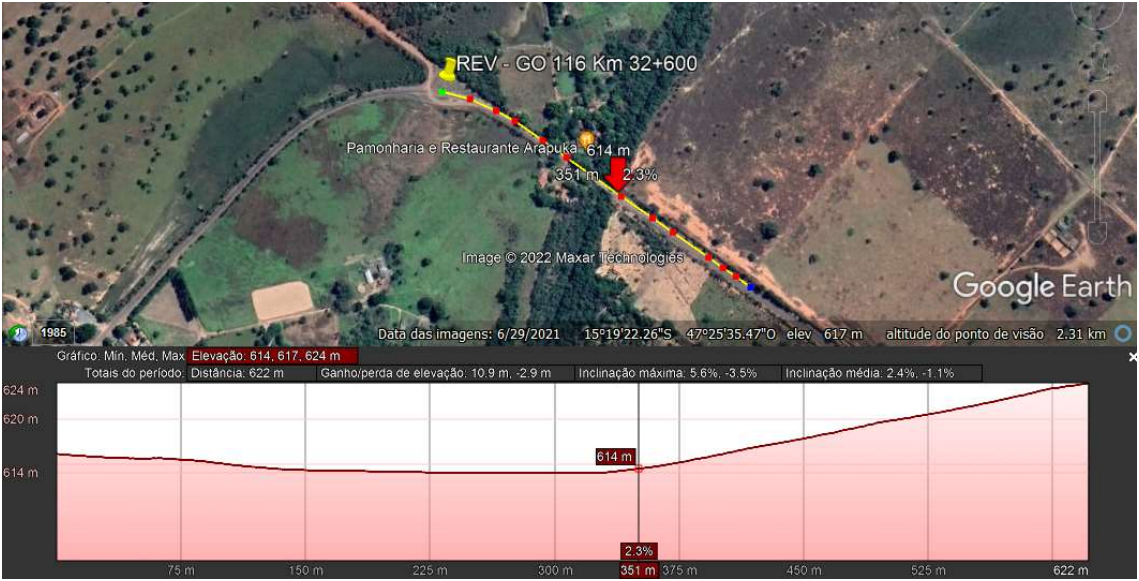 REV - GO 116 Km 32+600
Pamonharia e Restaurante Arapuka 614 m
351 m 2.3%
Image © 2022 Maxar Technologies
Google Earth
1985
Data das imagens: 6/29/2021 15°19'22.26"S 47°25'35.47"O elev 617 m altitude do ponto de visão 2.31 km
Gráfico: Mín, Méd, Max Elevação: 614, 617, 624 m
Totais do período: Distância: 622 m Ganho/perda de elevação: 10.9 m, -2.9 m Inclinação máxima: 5.6%, -3.5% Inclinação média: 2.4%, -1.1%
624 m
620 m
614 m
614 m
2.3%
75 m 150 m 225 m 300 m 351 m 375 m 450 m 525 m 622 m